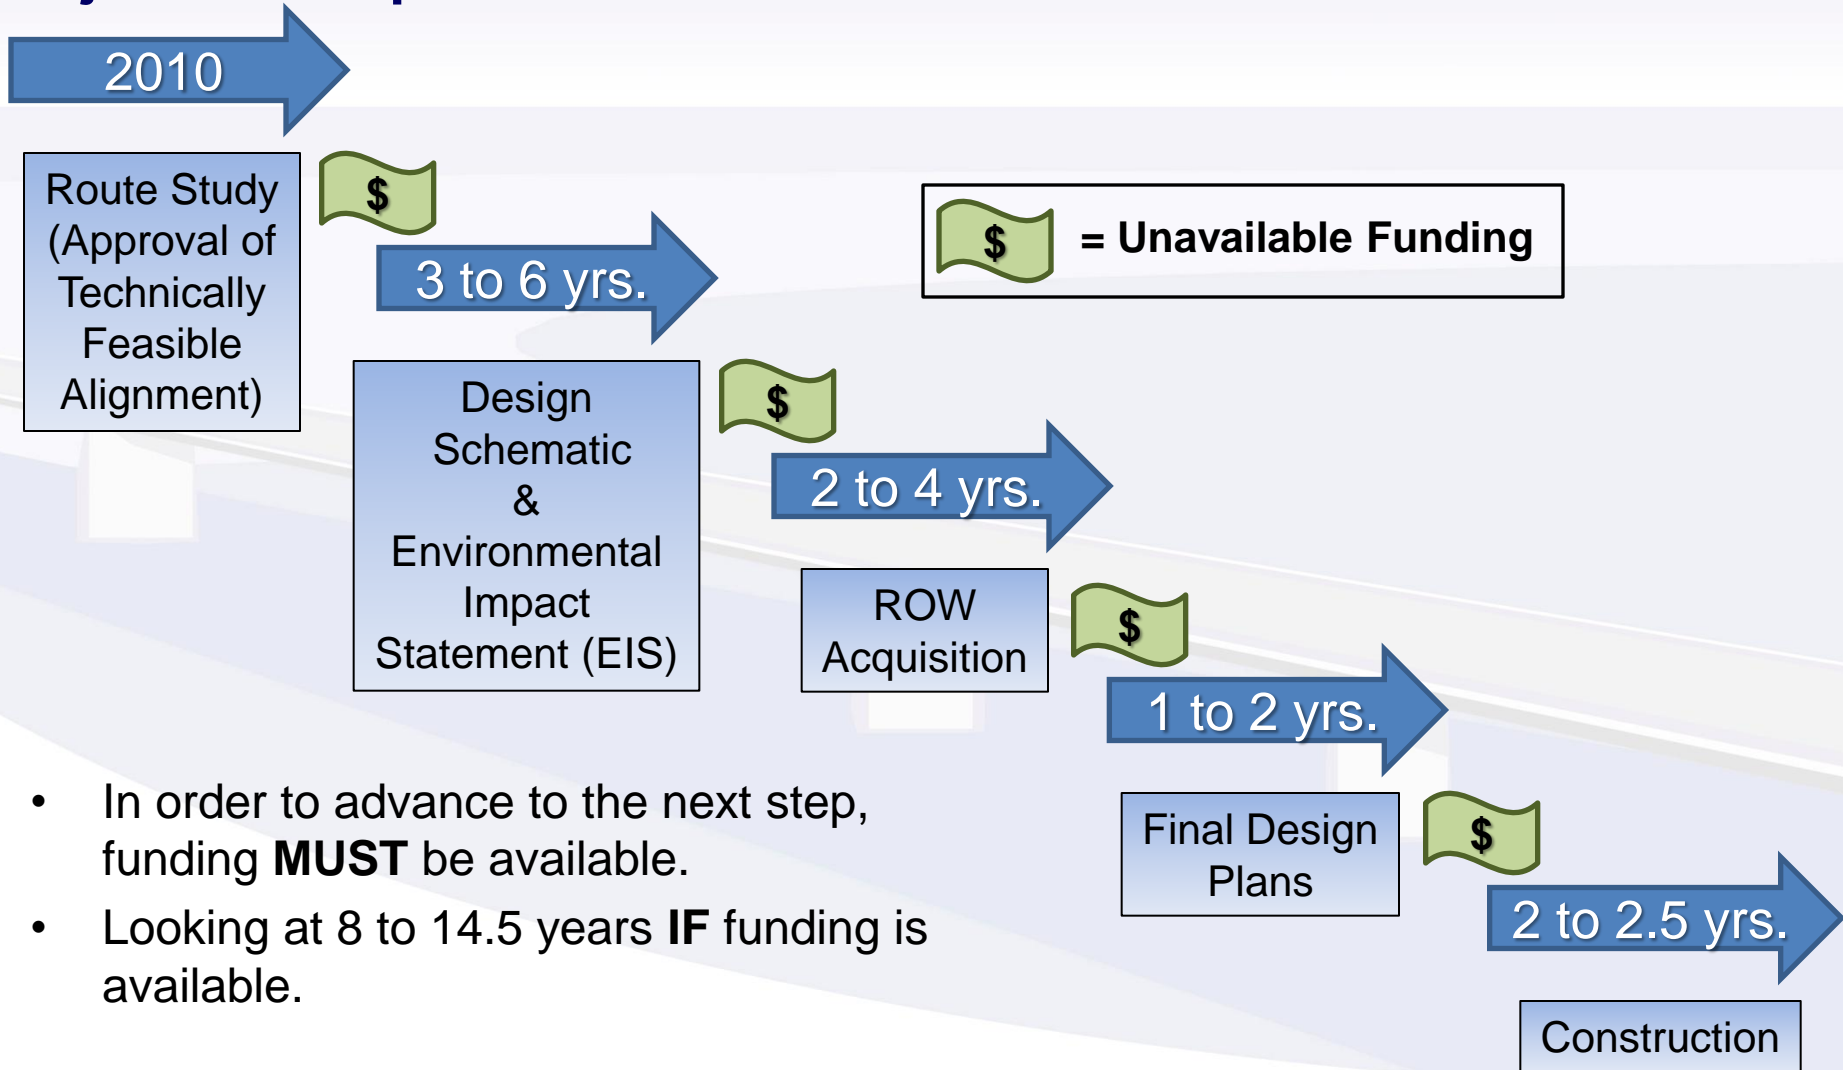 2010
Route Study
(Approval of
Technically
Feasible
Alignment)
$
3 to 6 yrs.
$ = Unavailable Funding
Design
Schematic
&
Environmental
Impact
Statement (EIS)
$
2 to 4 yrs.
ROW
Acquisition
$
1 to 2 yrs.
Final Design
Plans
$
2 to 2.5 yrs.
Construction
• In order to advance to the next step,
funding MUST be available.
• Looking at 8 to 14.5 years IF funding is
available.